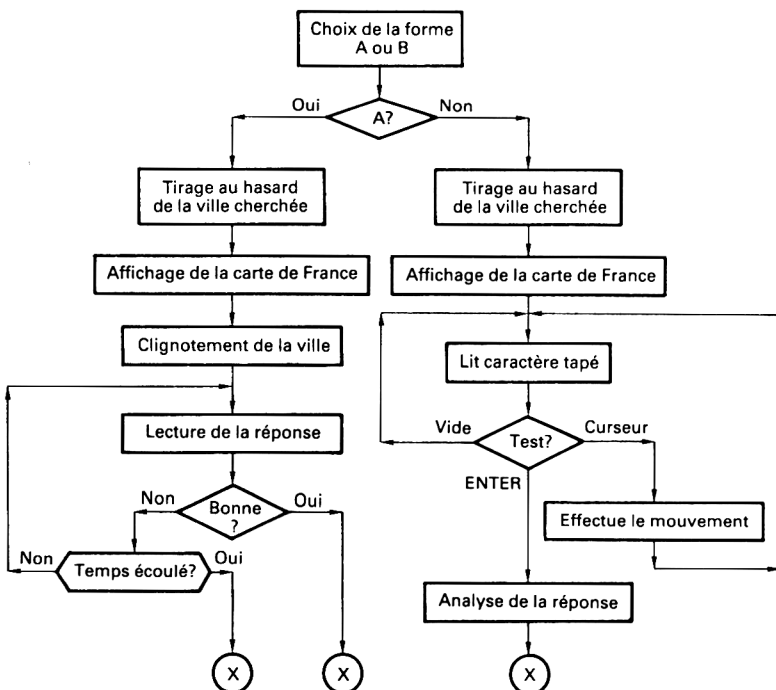 Choix de la forme
A ou B
Oui
A?
Non
Tirage au hasard
de la ville cherchée
Tirage au hasard
de la ville cherchée
Affichage de la carte de France
Affichage de la carte de France
Clignotement de la ville
Lit caractère tapé
Lecture de la réponse
Vide
Test?
Curseur
ENTER
Non
Bonne
?
Oui
Effectue le mouvement
Non
Temps écoulé?
Oui
Analyse de la réponse
X
X
X